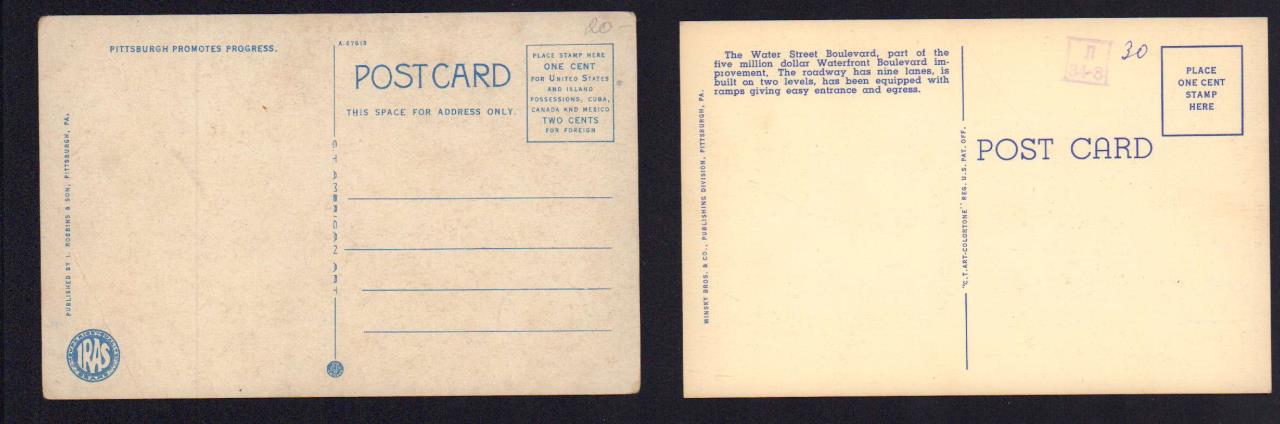 PITTSBURGH PROMOTES PROGRESS.
PUBLISHED BY I. ROBBINS & SON, PITTSBURGH, PA.
IRAS
A-67613
POSTCARD
THIS SPACE FOR ADDRESS ONLY.
20-
PLACE STAMP HERE
ONE CENT
FOR UNITED STATES
AND ISLAND
POSSESSIONS, CUBA,
CANADA AND MEXICO
TWO CENTS
FOR FOREIGN
The Water Street Boulevard, part of the
five million dollar Waterfront Boulevard im-
provement. The roadway has nine lanes, is
built on two levels, has been equipped with
ramps giving easy entrance and egress.
MINSKY BROS. & CO., PUBLISHING DIVISION, PITTSBURGH, PA.
"C.T. ART-COLORTONE" REG. U.S. PAT. OFF.
POST CARD
Л
84-8
30
PLACE
ONE CENT
STAMP
HERE